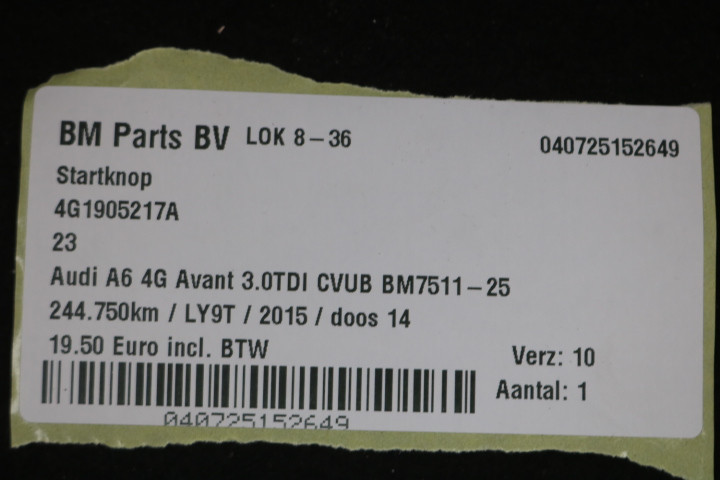 BM Parts BV LOK 8-36 040725152649
Startknop
4G1905217A
23
Audi A6 4G Avant 3.0TDI CVUB BM7511-25
244.750km / LY9T / 2015 / doos 14
19.50 Euro incl. BTW Verz: 10
Aantal: 1
040725152649